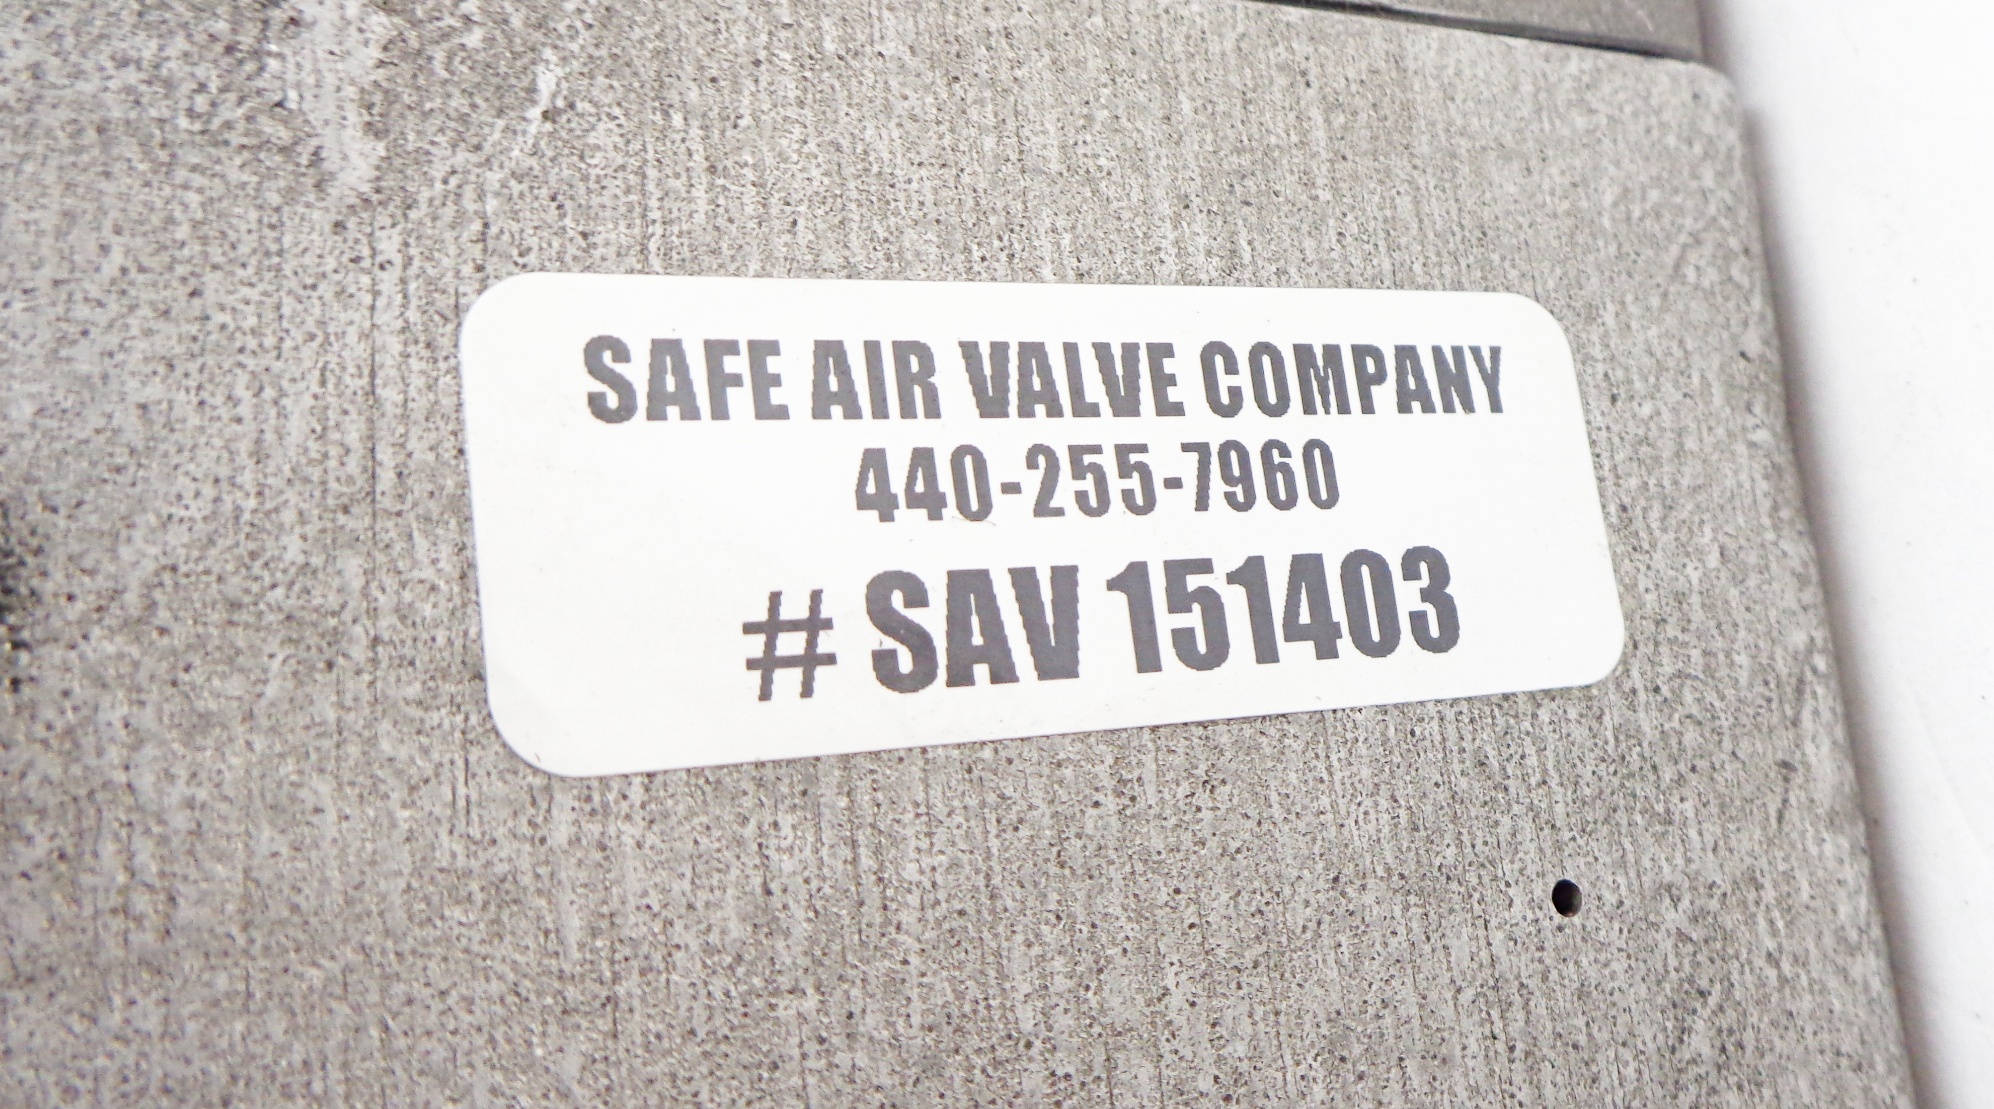 SAFE AIR VALVE COMPANY
440-255-7960
# SAV 151403